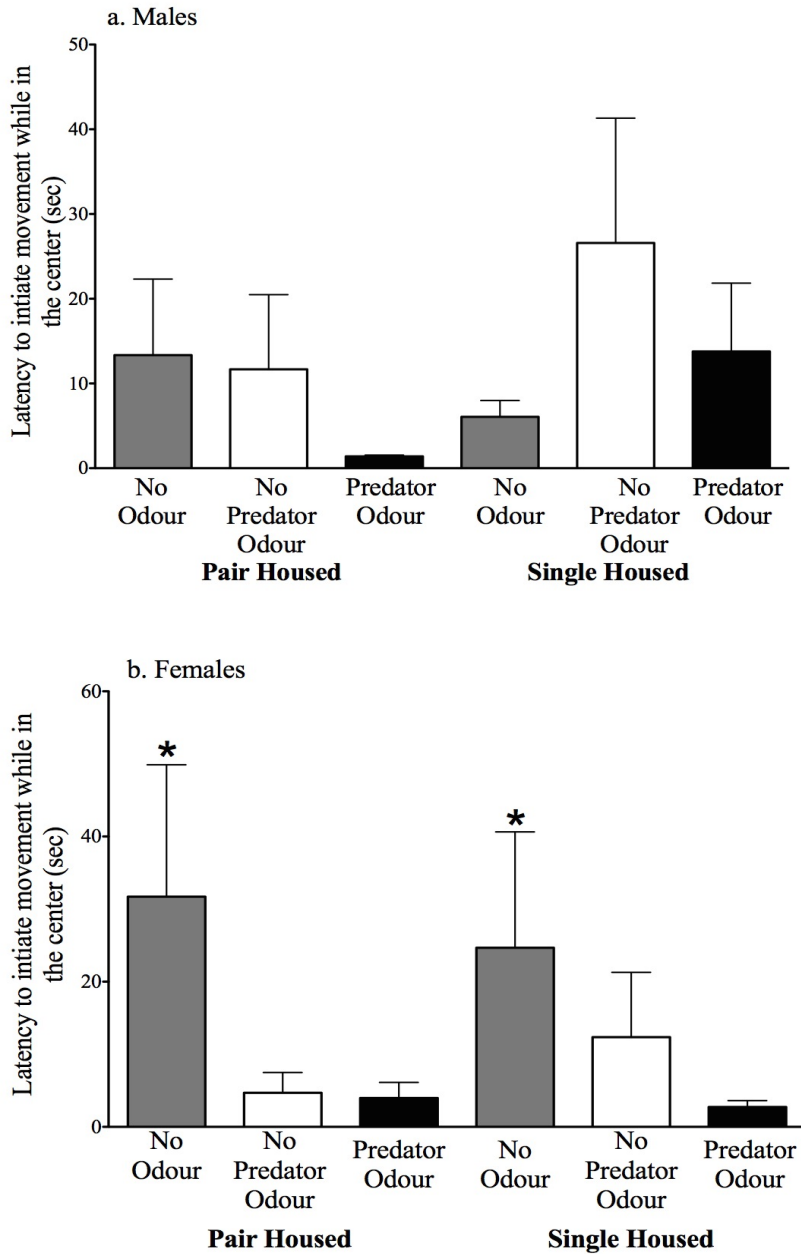 a. Males
Latency to intiate movement while in
the center (sec)
50
40
30
20
10
0
No
Odour
No
Predator
Odour
Predator
Odour
No
Odour
No
Predator
Odour
Predator
Odour
Pair Housed
Single Housed
b. Females
Latency to intiate movement while in
the center (sec)
60
40
20
0
*
*
No
Odour
No
Predator
Odour
Predator
Odour
No
Odour
No
Predator
Odour
Predator
Odour
Pair Housed
Single Housed